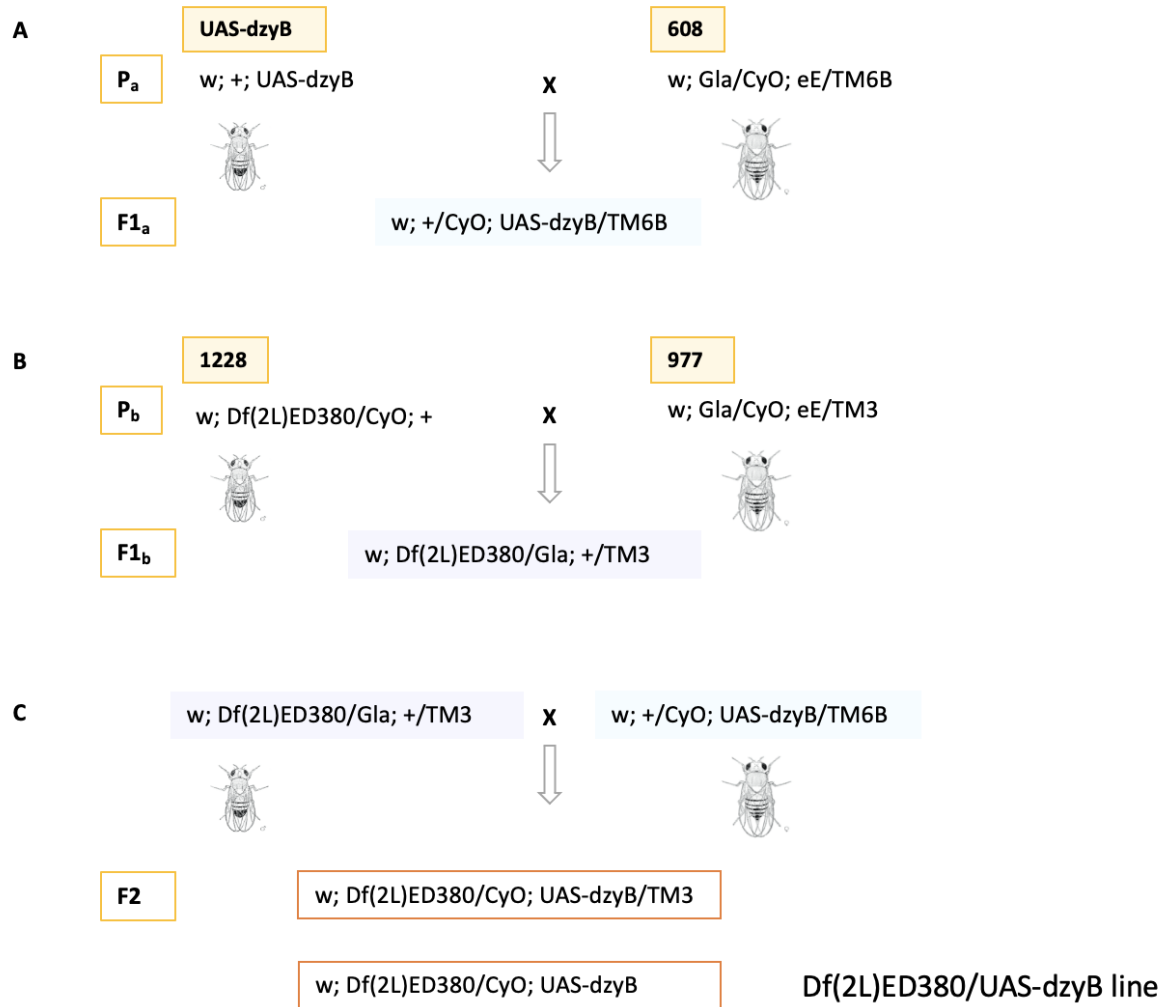 A
UAS-dzyB
608
Pa
w; +; UAS-dzyB
X
w; Gla/CyO; eE/TM6B
♂
♀
F1a
w; +/CyO; UAS-dzyB/TM6B
B
1228
977
Pb
w; Df(2L)ED380/CyO; +
X
w; Gla/CyO; eE/TM3
♂
♀
F1b
w; Df(2L)ED380/Gla; +/TM3
C
w; Df(2L)ED380/Gla; +/TM3
X
w; +/CyO; UAS-dzyB/TM6B
♂
♀
F2
w; Df(2L)ED380/CyO; UAS-dzyB/TM3
w; Df(2L)ED380/CyO; UAS-dzyB
Df(2L)ED380/UAS-dzyB line